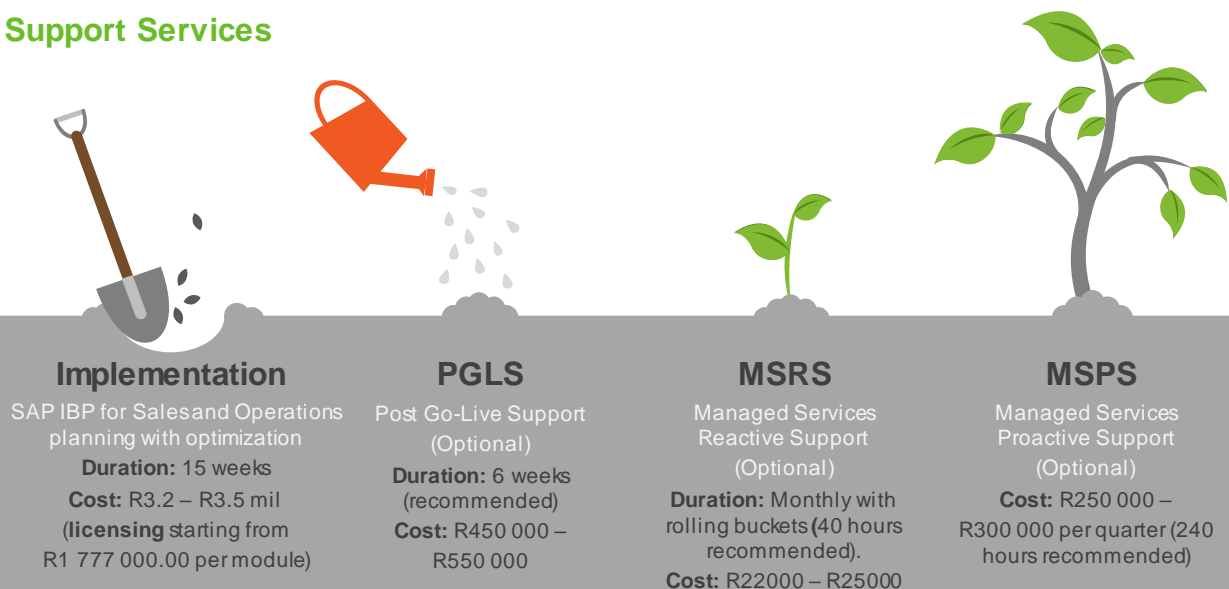 Support Services
Implementation
SAP IBP for Salesand Operations
planning with optimization
Duration: 15 weeks
Cost: R3.2 – R3.5 mil
(licensing starting from
R1 777 000.00 per module)
PGLS
Post Go-Live Support
(Optional)
Duration: 6 weeks
(recommended)
Cost: R450 000 –
R550 000
MSRS
Managed Services
Reactive Support
(Optional)
Duration: Monthly with
rolling buckets (40 hours
recommended).
Cost: R22000 – R25000
MSPS
Managed Services
Proactive Support
(Optional)
Cost: R250 000 –
R300 000 per quarter (240
hours recommended)